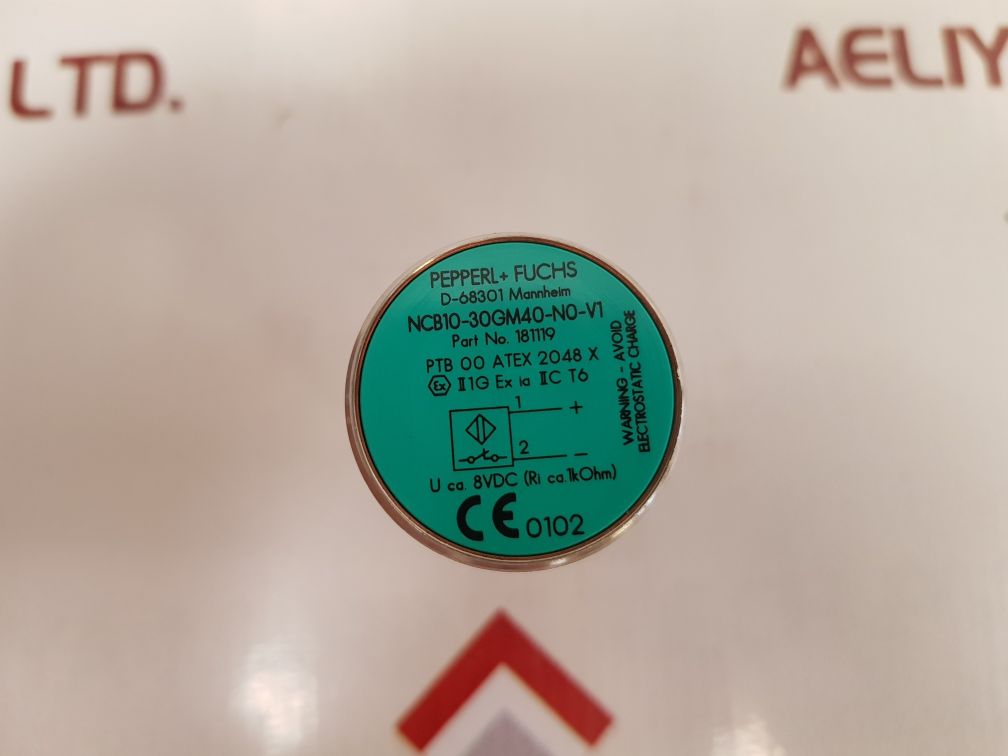 LTD.
AELIY
PEPPERL+ FUCHS
D-68301 Mannheim
NCB10-30GM40-N0-V1
Part No. 181119
PTB 00 ATEX 2048 X
Ex II1G Ex ia IIC T6
1 +
2 −
U ca. 8VDC (Ri ca.1kOhm)
CE 0102
WARNING - AVOID
ELECTROSTATIC CHARGE